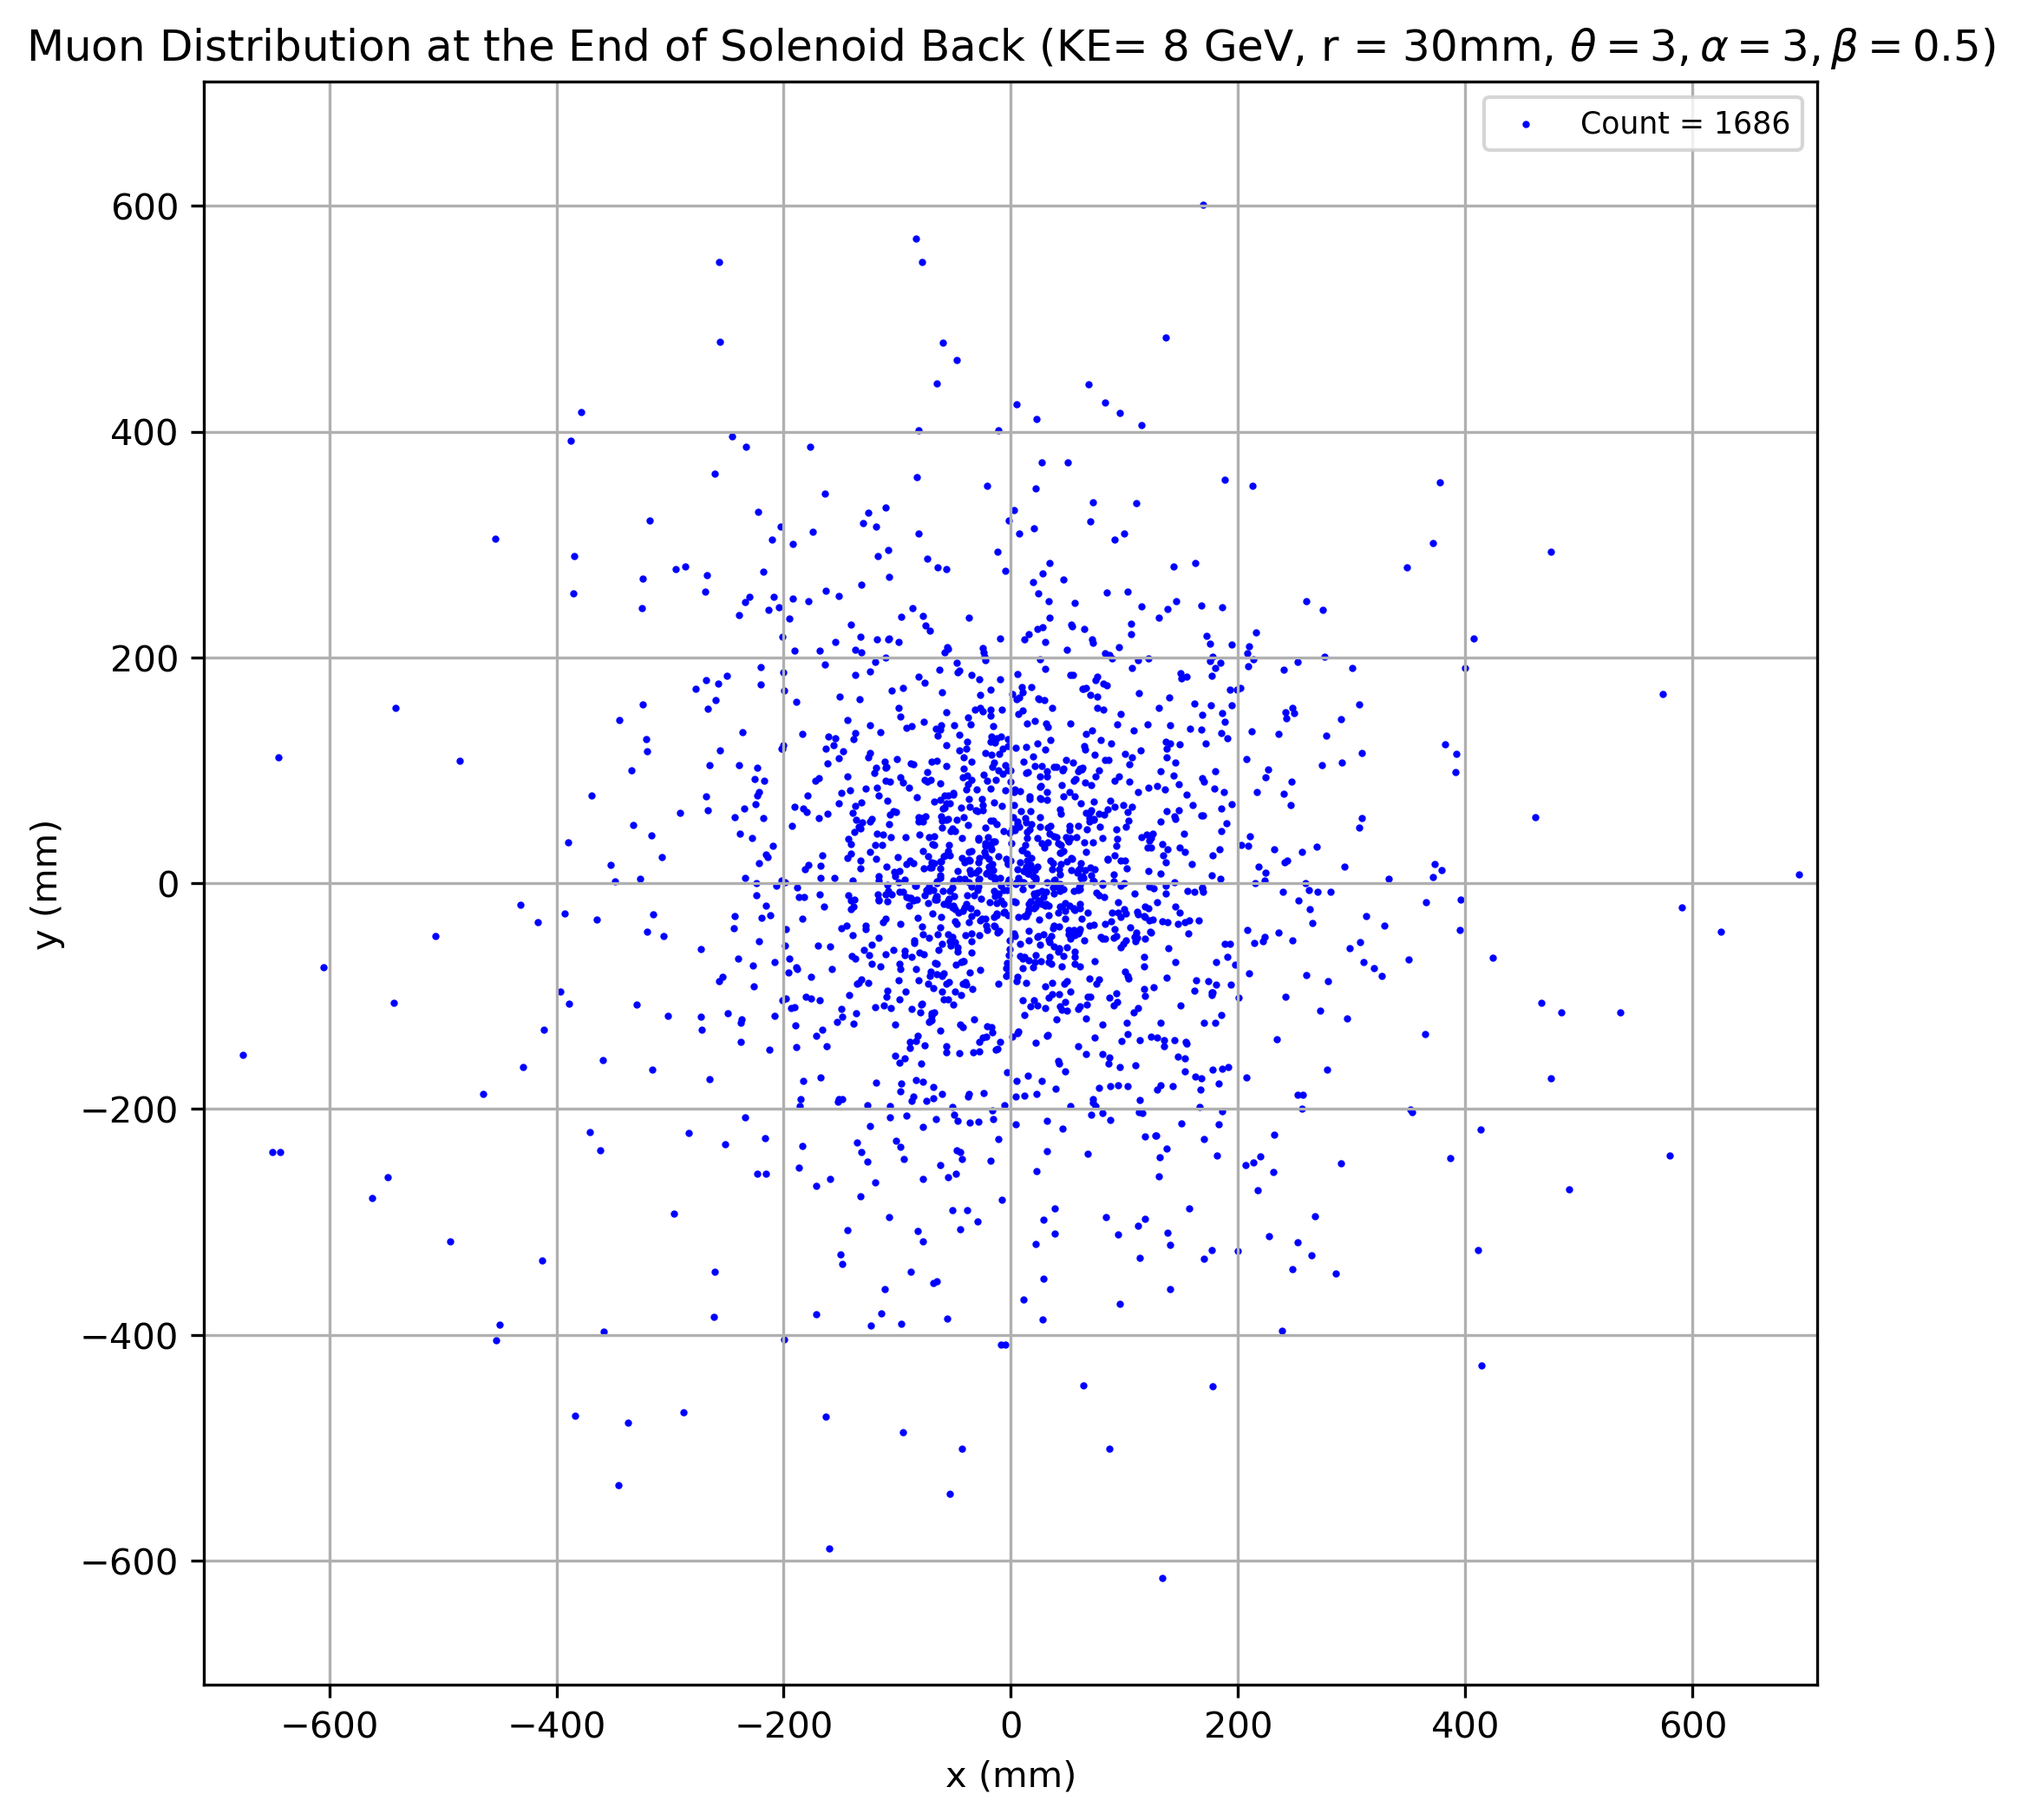 Muon Distribution at the End of Solenoid Back (KE= 8 GeV, r = 30mm, θ = 3, α = 3, β = 0.5)
Count = 1686
600
400
200
0
−200
−400
−600
y (mm)
−600 −400 −200 0 200 400 600
x (mm)